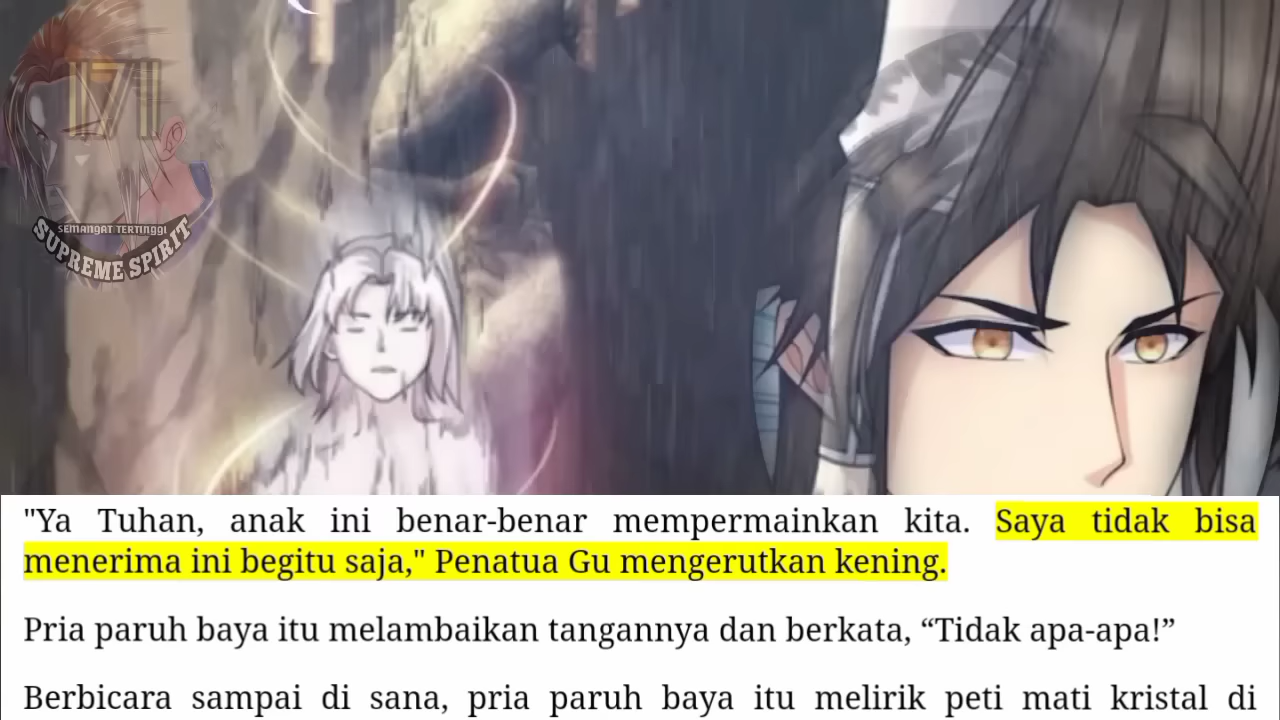 171
SEMANGAT TERTINGGI
SUPREME SPIRIT
"Ya Tuhan, anak ini benar-benar mempermainkan kita. Saya tidak bisa
menerima ini begitu saja," Penatua Gu mengerutkan kening.
Pria paruh baya itu melambaikan tangannya dan berkata, “Tidak apa-apa!”
Berbicara sampai di sana, pria paruh baya itu melirik peti mati kristal di